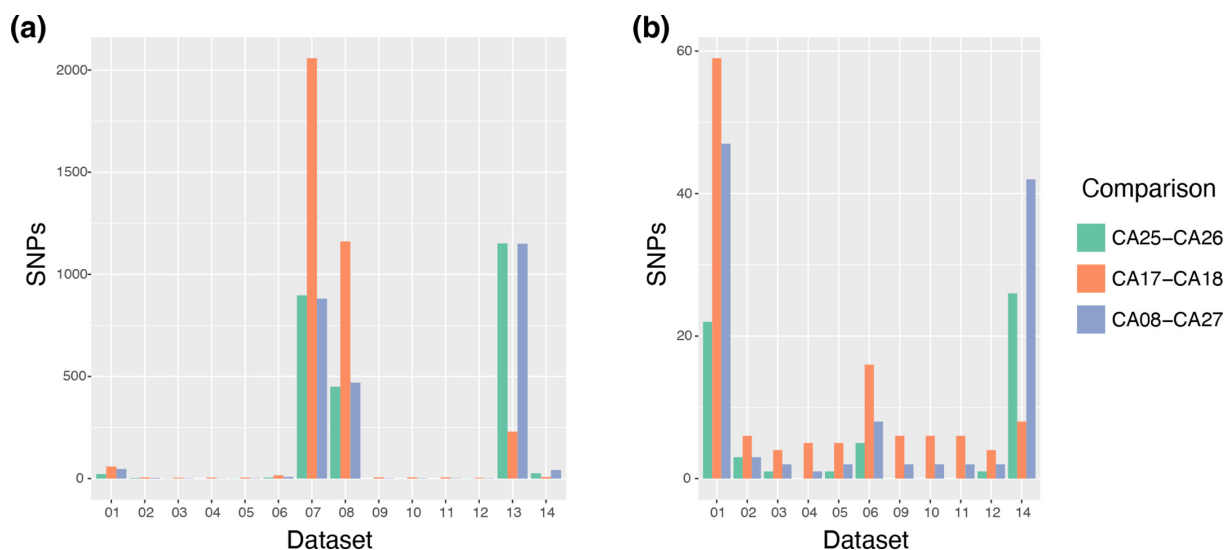 (a)
SNPs
2000
1500
1000
500
0
01 02 03 04 05 06 07 08 09 10 11 12 13 14
Dataset
(b)
SNPs
60
40
20
0
01 02 03 04 05 06 09 10 11 12 14
Dataset
Comparison
CA25−CA26
CA17−CA18
CA08−CA27